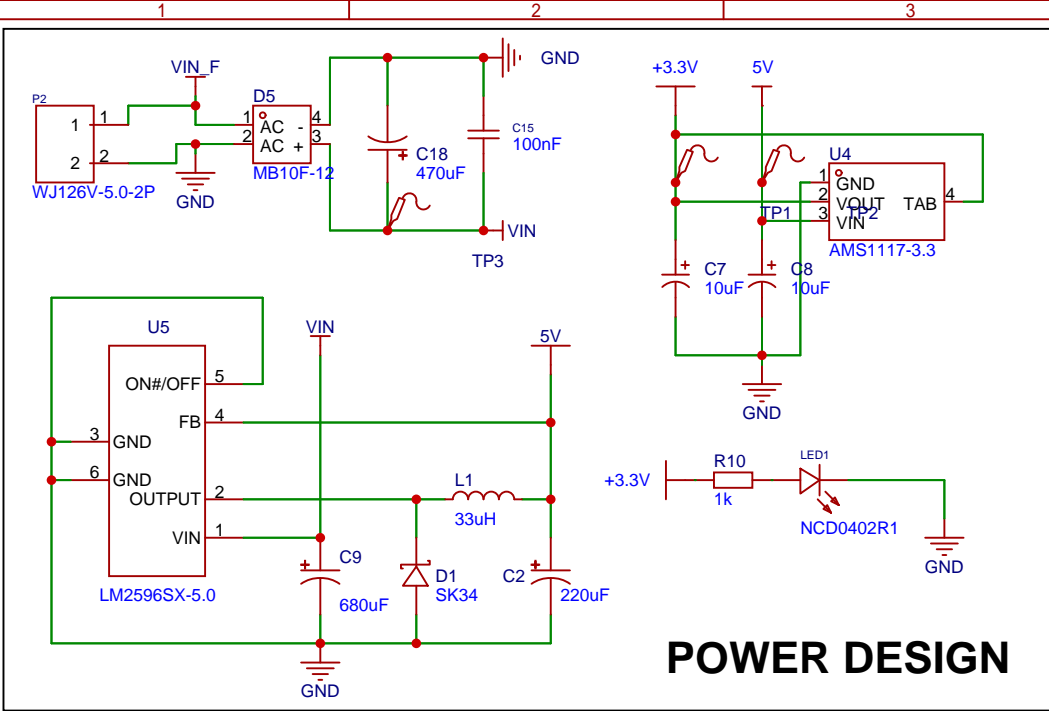 1
2
3
P2
1
1
2
2
WJ126V-5.0-2P
VIN_F
GND
D5
1
AC
-
4
2
AC
+
3
MB10F-12
GND
C18
470uF
C15
100nF
VIN
TP3
+3.3V
5V
U4
1
GND
2
VOUT
3
VIN
TAB
4
TP1
TP2
AMS1117-3.3
C7
10uF
C8
10uF
GND
U5
ON#/OFF
5
FB
4
3
GND
6
GND
OUTPUT
2
VIN
1
LM2596SX-5.0
VIN
5V
L1
33uH
C9
680uF
D1
SK34
C2
220uF
GND
+3.3V
R10
1k
LED1
NCD0402R1
GND
POWER DESIGN